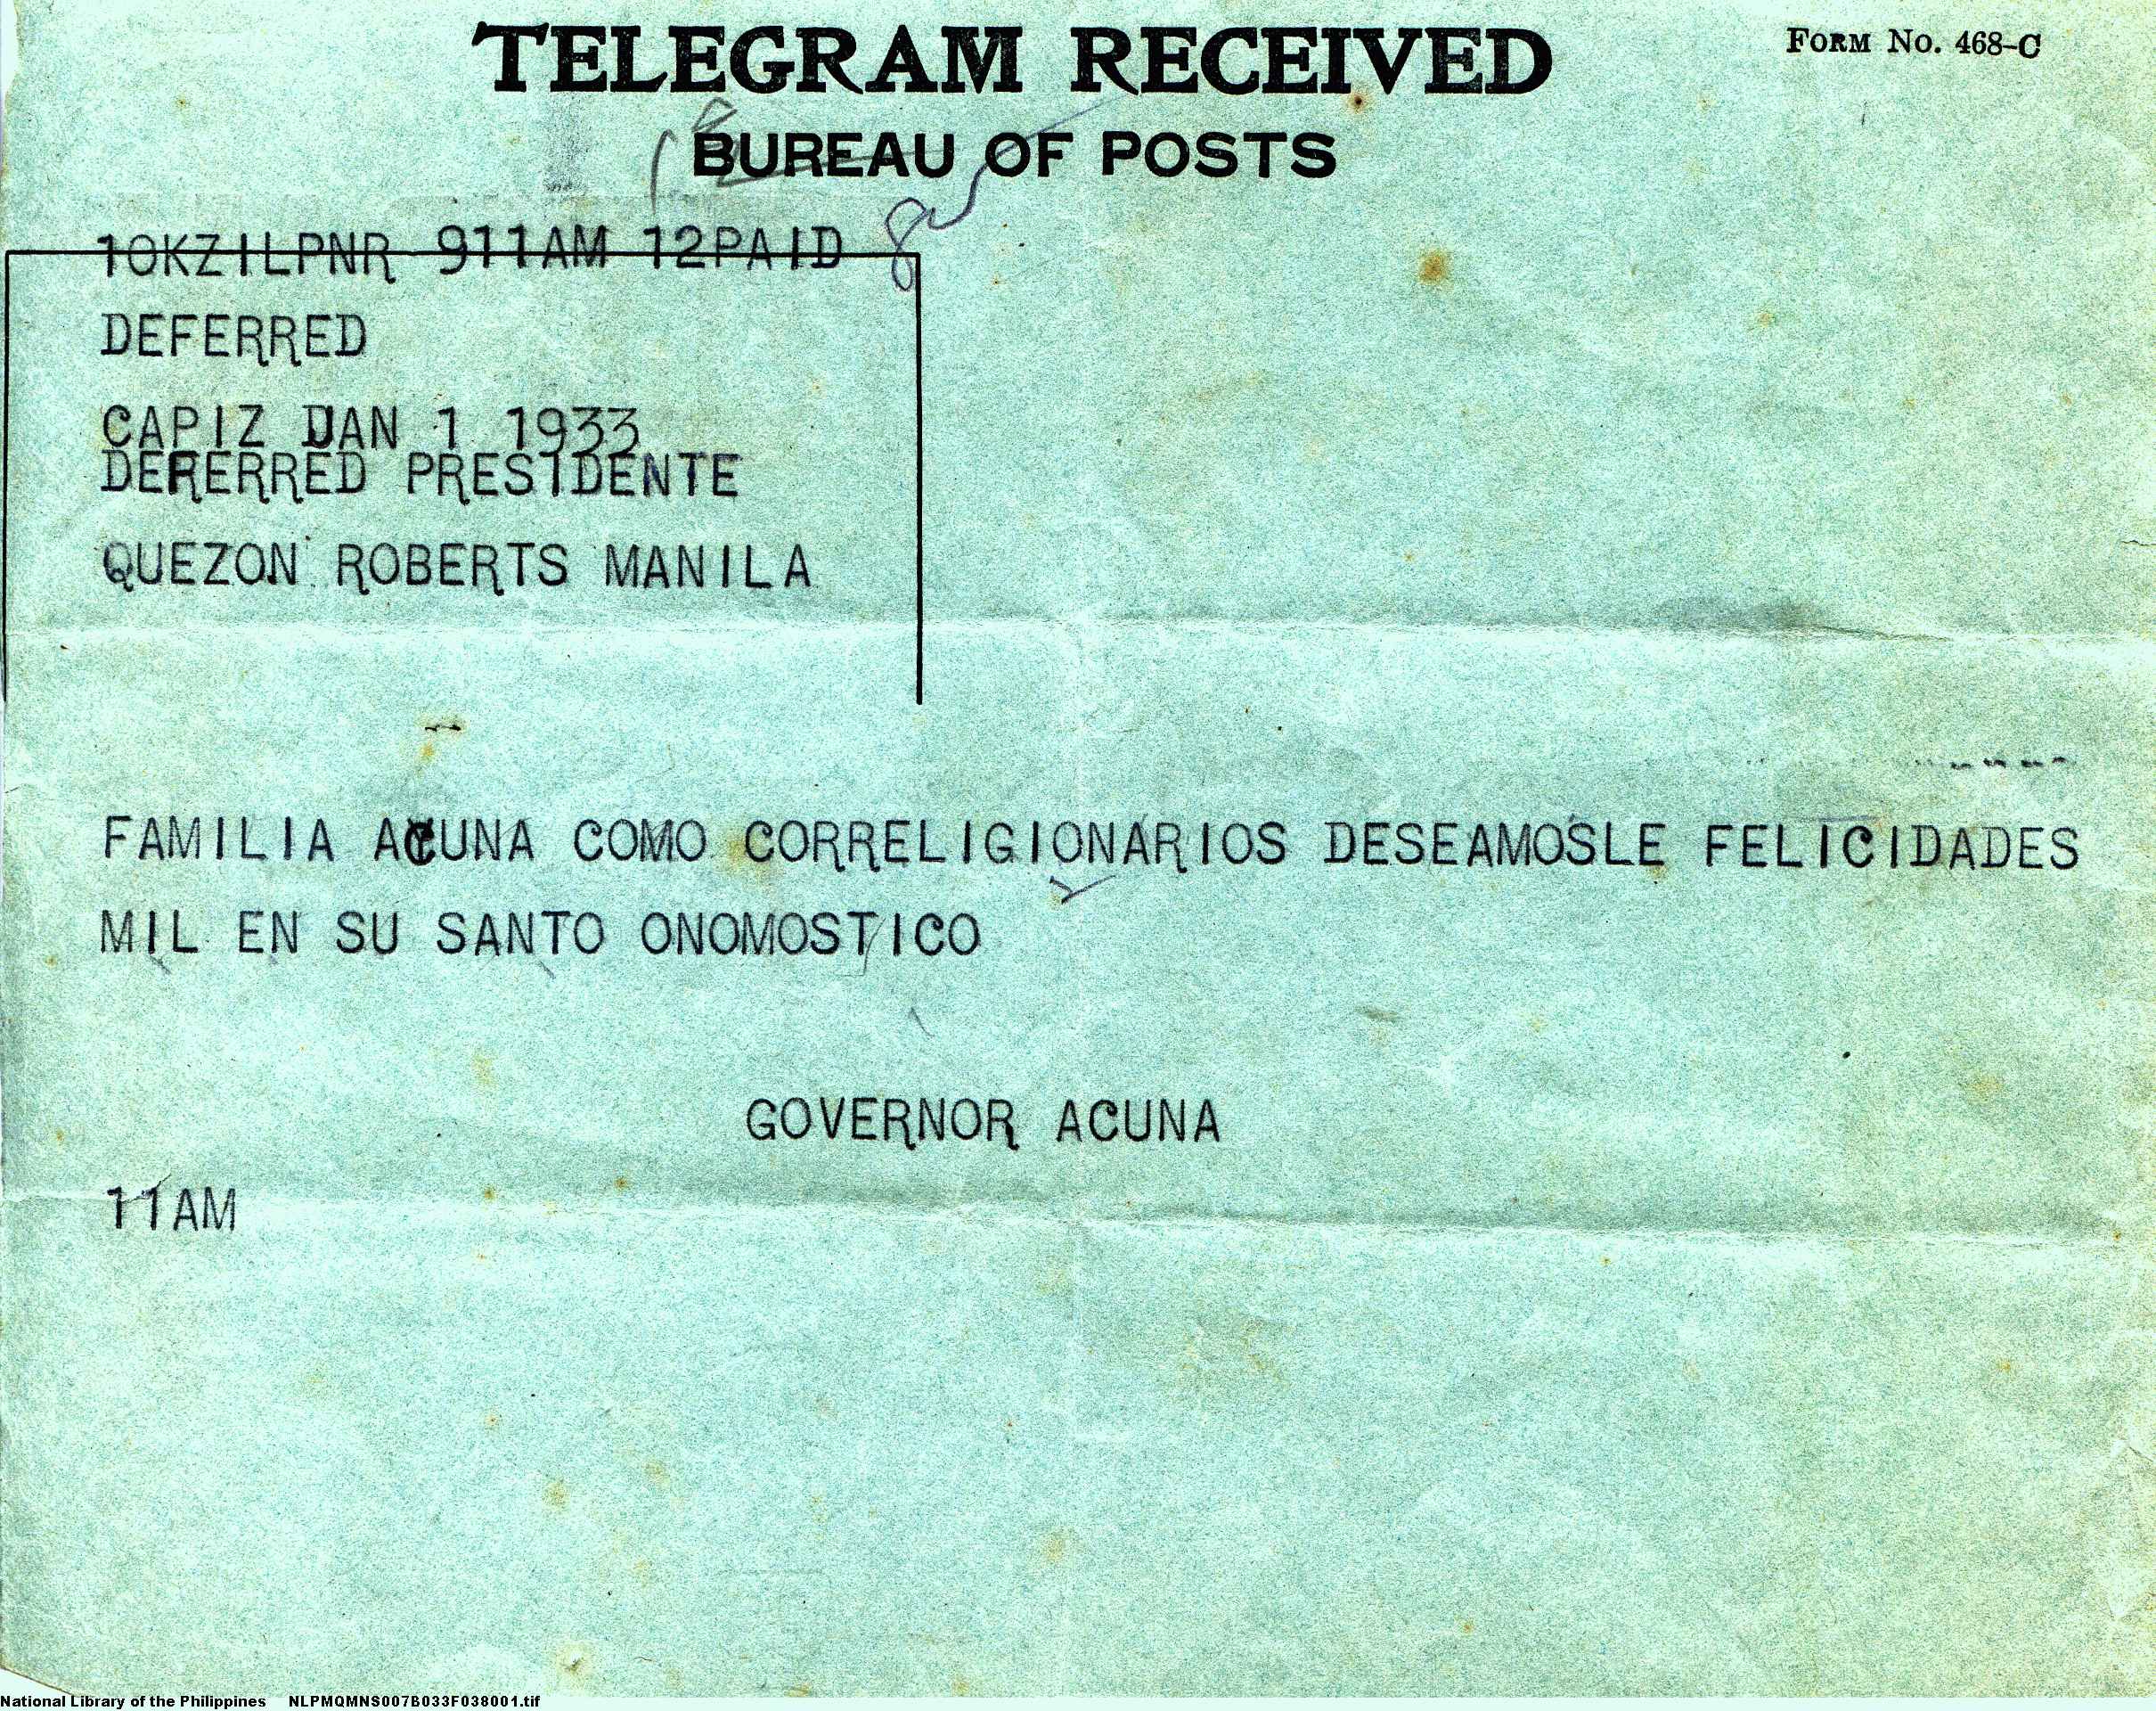 TELEGRAM RECEIVED
FORM NO. 468-C
BUREAU OF POSTS
10KZILPNR 911AM 12PAID
DEFERRED
CAPIZ JAN 1 1933
DEFERRED PRESIDENTE
QUEZON ROBERTS MANILA
FAMILIA ACUNA COMO CORRELIGIONARIOS DESEAMOSLE FELICIDADES
MIL EN SU SANTO ONOMOSTICO
GOVERNOR ACUNA
11AM
National Library of the Philippines NLPMQMNS007B033F038001.tif